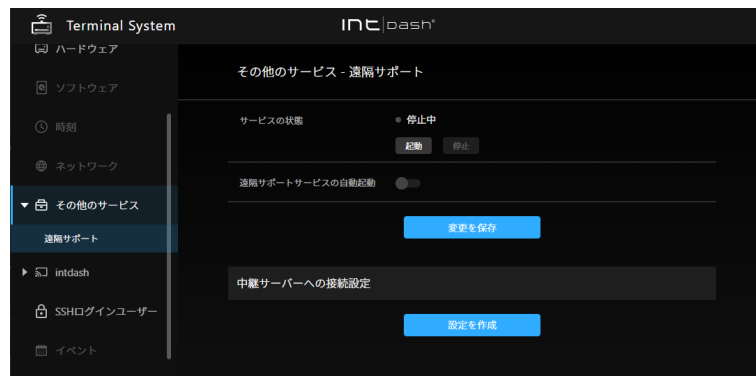 Terminal System
intdash®
ハードウェア
ソフトウェア
時刻
ネットワーク
その他のサービス
遠隔サポート
intdash
SSHログインユーザー
イベント
その他のサービス - 遠隔サポート
サービスの状態
停止中
起動 停止
遠隔サポートサービスの自動起動
変更を保存
中継サーバーへの接続設定
設定を作成